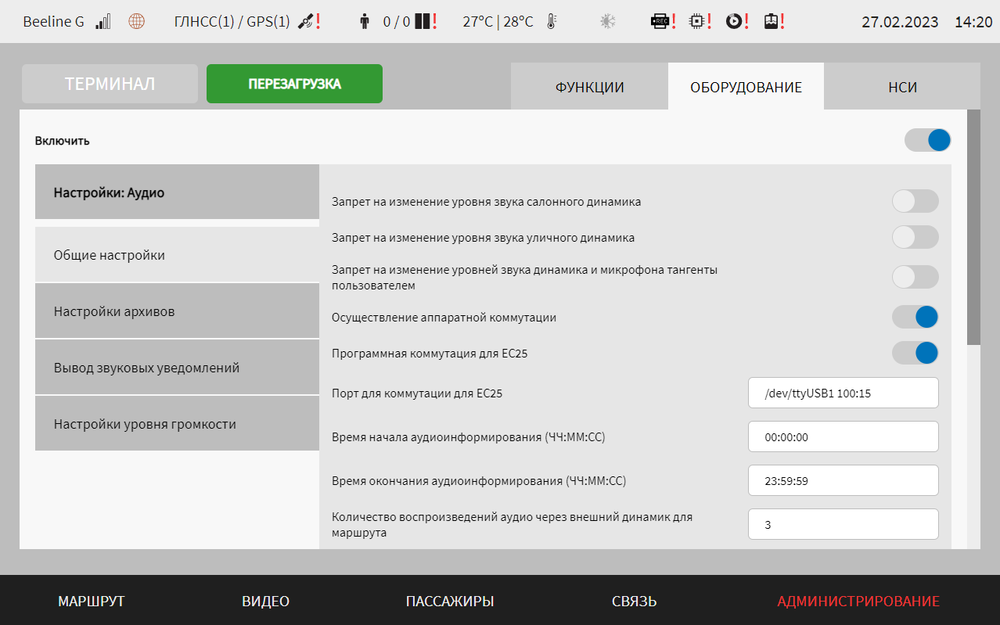 Beeline G ГЛНСС(1) / GPS(1) ! 0 / 0 ! 27°C | 28°C REC ! ! ! ! 27.02.2023 14:20
ТЕРМИНАЛ ПЕРЕЗАГРУЗКА ФУНКЦИИ ОБОРУДОВАНИЕ НСИ
Включить
Настройки: Аудио
Общие настройки
Настройки архивов
Вывод звуковых уведомлений
Настройки уровня громкости
Запрет на изменение уровня звука салонного динамика
Запрет на изменение уровня звука уличного динамика
Запрет на изменение уровней звука динамика и микрофона тангенты
пользователем
Осуществление аппаратной коммутации
Программная коммутация для EC25
Порт для коммутации для EC25 /dev/ttyUSB1 100:15
Время начала аудиоинформирования (ЧЧ:ММ:СС) 00:00:00
Время окончания аудиоинформирования (ЧЧ:ММ:СС) 23:59:59
Количество воспроизведений аудио через внешний динамик для
маршрута 3
МАРШРУТ ВИДЕО ПАССАЖИРЫ СВЯЗЬ АДМИНИСТРИРОВАНИЕ